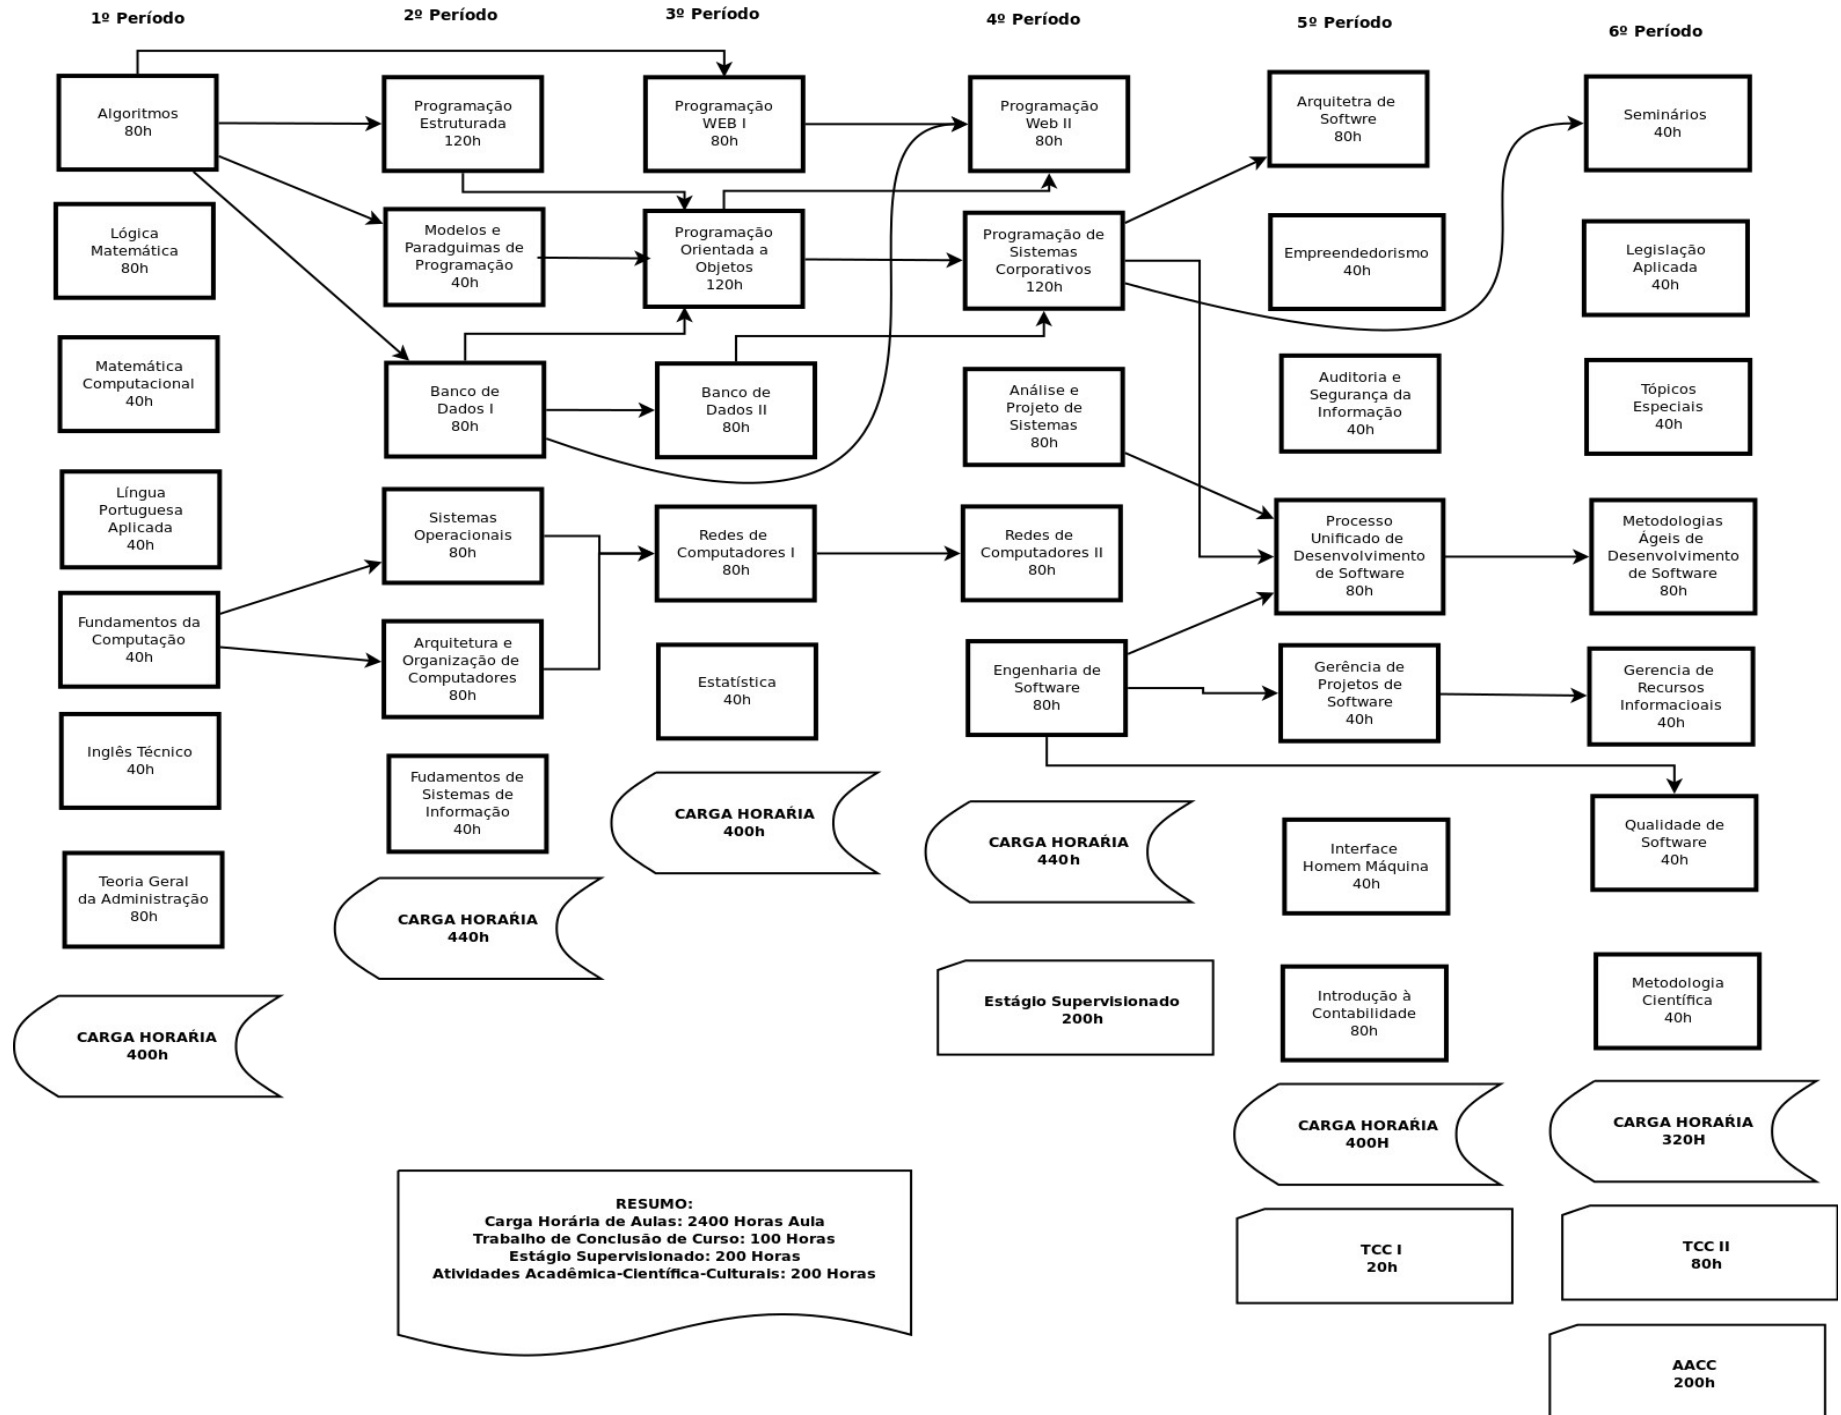 1º Período
2º Período
3º Período
4º Período
5º Período
6º Período
Algoritmos
80h
Lógica
Matemática
80h
Matemática
Computacional
40h
Língua
Portuguesa
Aplicada
40h
Fundamentos da
Computação
40h
Inglês Técnico
40h
Teoria Geral
da Administração
80h
CARGA HORAŔIA
400h
Programação
Estruturada
120h
Modelos e
Paradguimas de
Programação
40h
Banco de
Dados I
80h
Sistemas
Operacionais
80h
Arquitetura e
Organização de
Computadores
80h
Fudamentos de
Sistemas de
Informação
40h
CARGA HORAŔIA
440h
Programação
WEB I
80h
Programação
Orientada a
Objetos
120h
Banco de
Dados II
80h
Redes de
Computadores I
80h
Estatística
40h
CARGA HORAŔIA
400h
Programação
Web II
80h
Programação de
Sistemas
Corporativos
120h
Análise e
Projeto de
Sistemas
80h
Redes de
Computadores II
80h
Engenharia de
Software
80h
CARGA HORAŔIA
440h
Estágio Supervisionado
200h
Arquitetra de
Softwre
80h
Empreendedorismo
40h
Auditoria e
Segurança da
Informação
40h
Processo
Unificado de
Desenvolvimento
de Software
80h
Gerência de
Projetos de
Software
40h
Interface
Homem Máquina
40h
Introdução à
Contabilidade
80h
CARGA HORAŔIA
400H
TCC I
20h
Seminários
40h
Legislação
Aplicada
40h
Tópicos
Especiais
40h
Metodologias
Ágeis de
Desenvolvimento
de Software
80h
Gerencia de
Recursos
Informacioais
40h
Qualidade de
Software
40h
Metodologia
Científica
40h
CARGA HORAŔIA
320H
TCC II
80h
AACC
200h
RESUMO:
Carga Horária de Aulas: 2400 Horas Aula
Trabalho de Conclusão de Curso: 100 Horas
Estágio Supervisionado: 200 Horas
Atividades Acadêmica-Científica-Culturais: 200 Horas